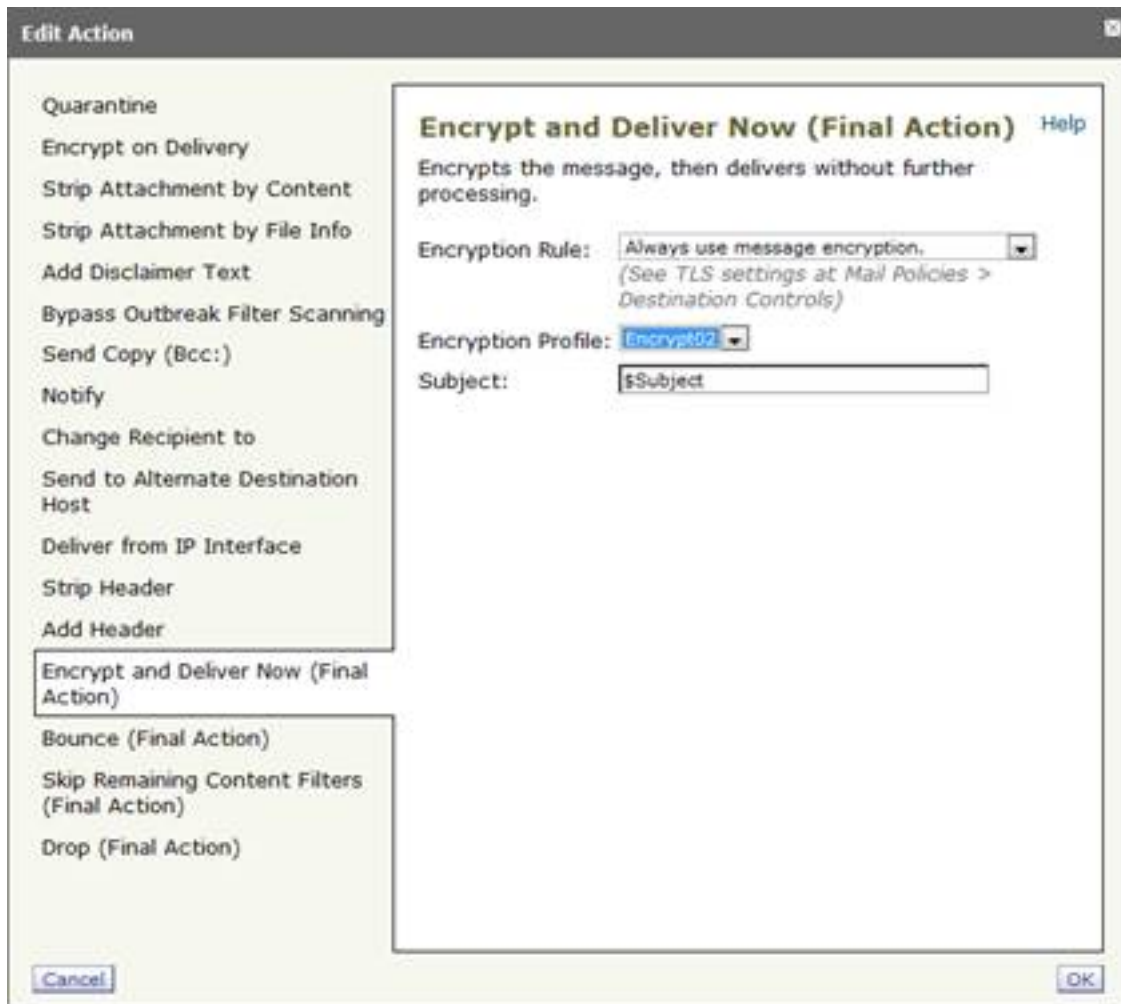 Edit Action
Quarantine
Encrypt on Delivery
Strip Attachment by Content
Strip Attachment by File Info
Add Disclaimer Text
Bypass Outbreak Filter Scanning
Send Copy (Bcc:)
Notify
Change Recipient to
Send to Alternate Destination
Host
Deliver from IP Interface
Strip Header
Add Header
Encrypt and Deliver Now (Final
Action)
Bounce (Final Action)
Skip Remaining Content Filters
(Final Action)
Drop (Final Action)
Encrypt and Deliver Now (Final Action) Help
Encrypts the message, then delivers without further
processing.
Encryption Rule: Always use message encryption.
(See TLS settings at Mail Policies >
Destination Controls)
Encryption Profile: Encrypt02
Subject: $Subject
Cancel OK